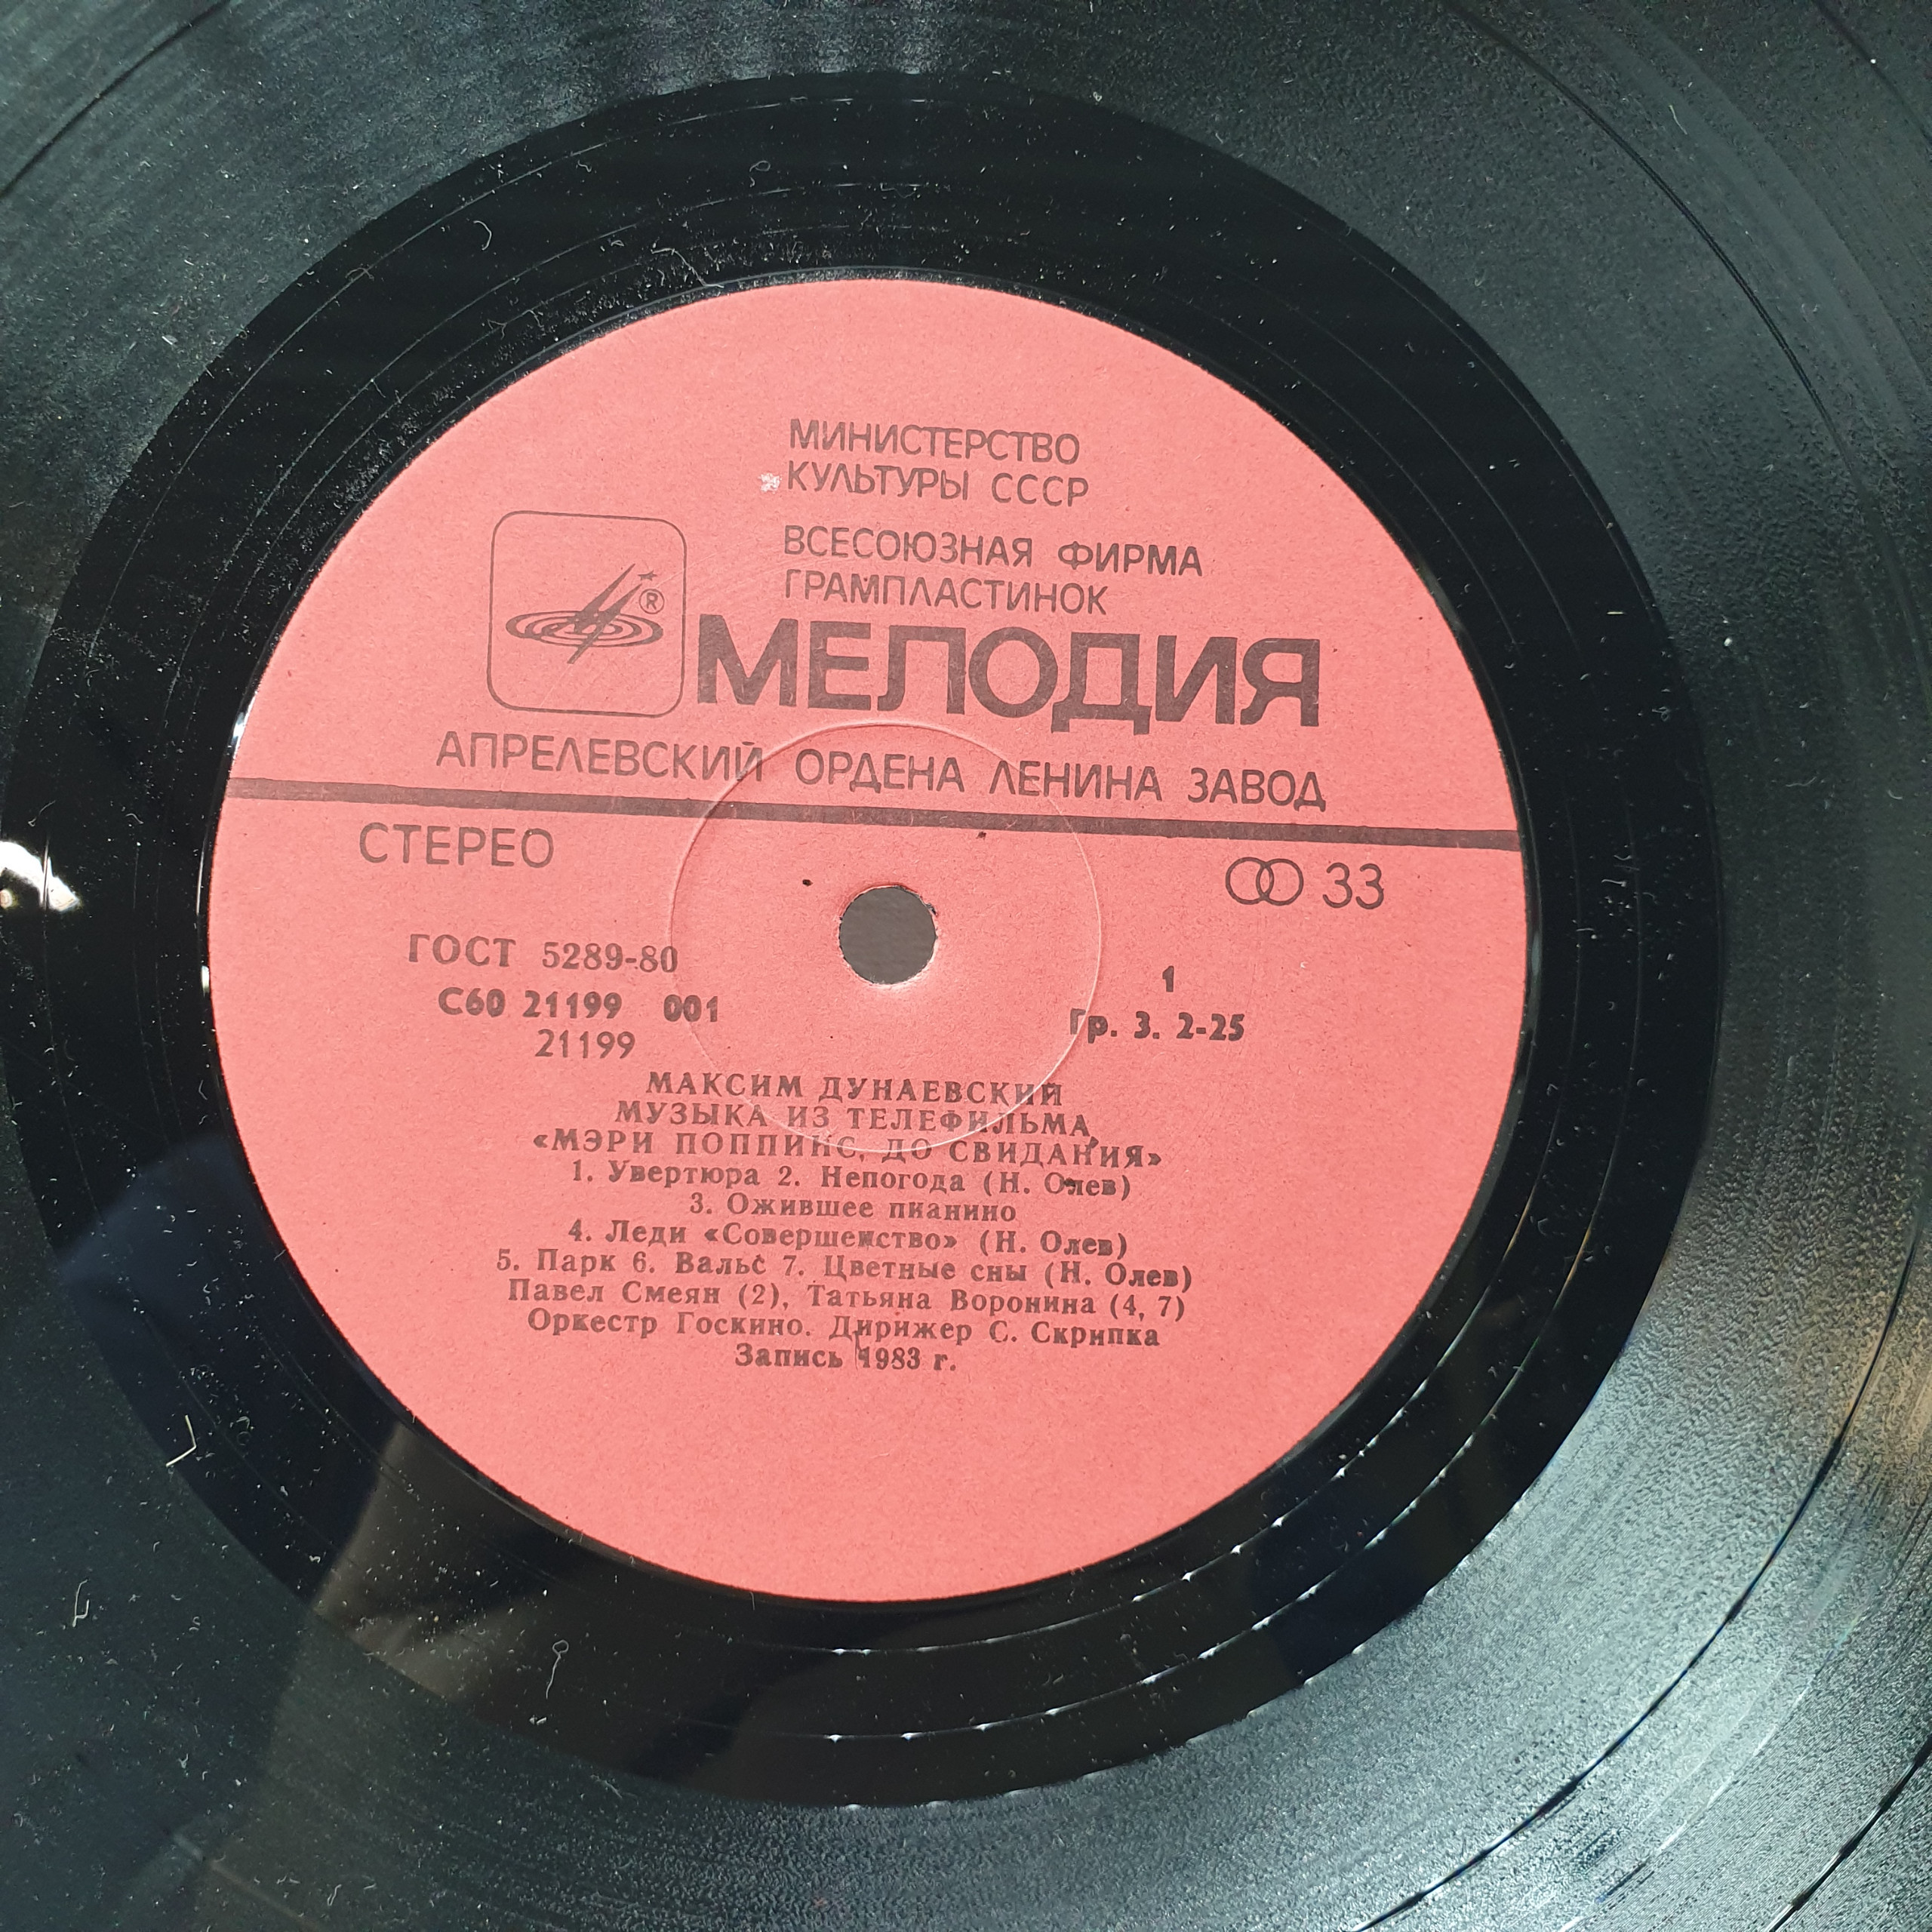 МИНИСТЕРСТВО
КУЛЬТУРЫ СССР
ВСЕСОЮЗНАЯ ФИРМА
ГРАМПЛАСТИНОК
®
МЕЛОДИЯ
АПРЕЛЕВСКИЙ ОРДЕНА ЛЕНИНА ЗАВОД
СТЕРЕО
33
ГОСТ 5289-80
С60 21199 001
21199
1
Гр. 3. 2-25
МАКСИМ ДУНАЕВСКИЙ
МУЗЫКА ИЗ ТЕЛЕФИЛЬМА
«МЭРИ ПОППИНС, ДО СВИДАНИЯ»
1. Увертюра 2. Непогода (Н. Олев)
3. Ожившее пианино
4. Леди «Совершенство» (Н. Олев)
5. Парк 6. Вальс 7. Цветные сны (Н. Олев)
Павел Смеян (2), Татьяна Воронина (4, 7)
Оркестр Госкино. Дирижер С. Скрипка
Запись 1983 г.